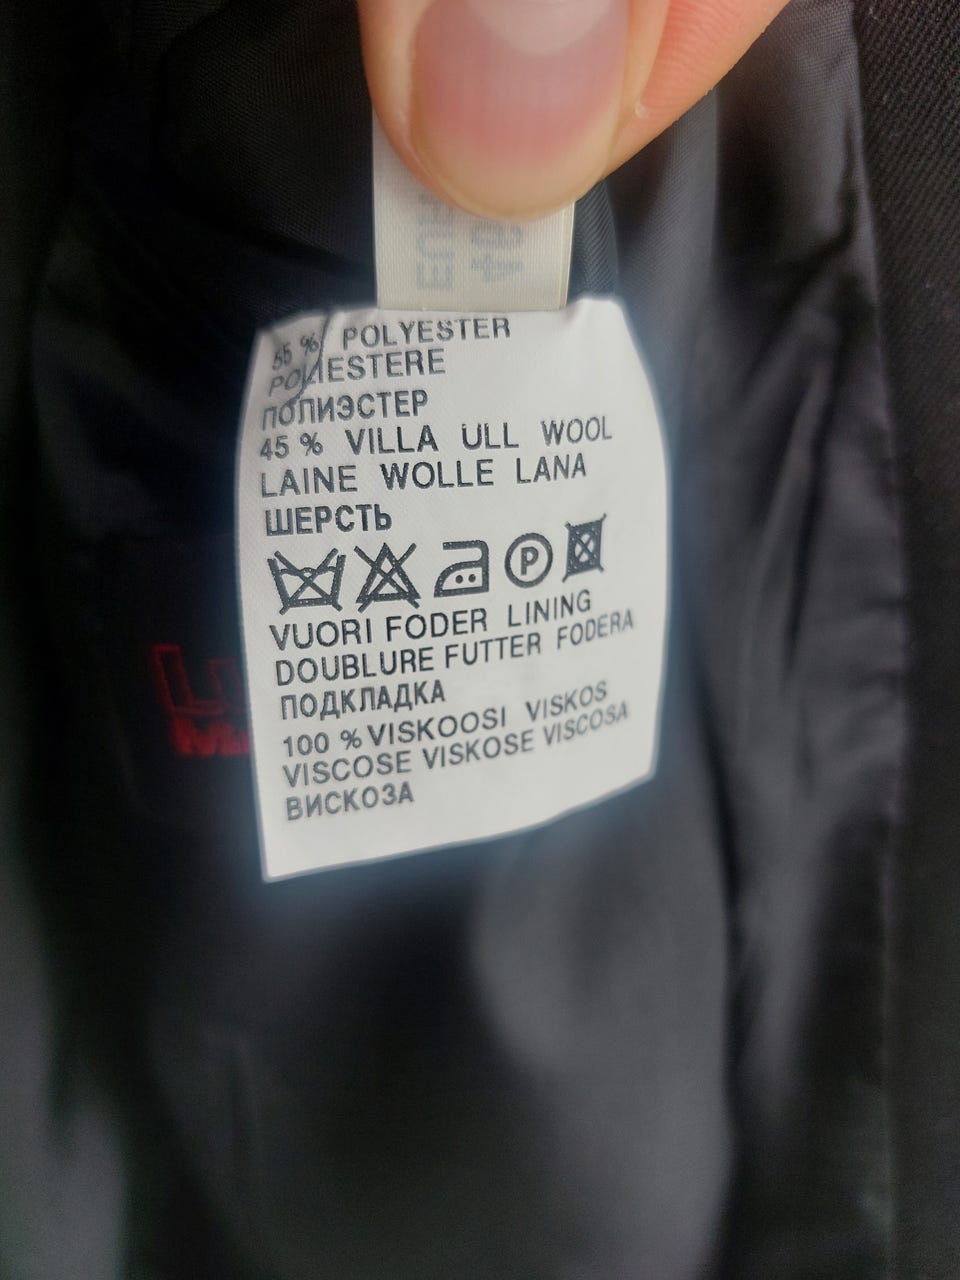 55 % POLYESTER
POLIESTERE
ПОЛИЭСТЕР
45 % VILLA ULL WOOL
LAINE WOLLE LANA
ШЕРСТЬ
P
VUORI FODER LINING
DOUBLURE FUTTER FODERA
ПОДКЛАДКА
100 % VISKOOSI VISKOS
VISCOSE VISKOSE VISCOSA
ВИСКОЗА